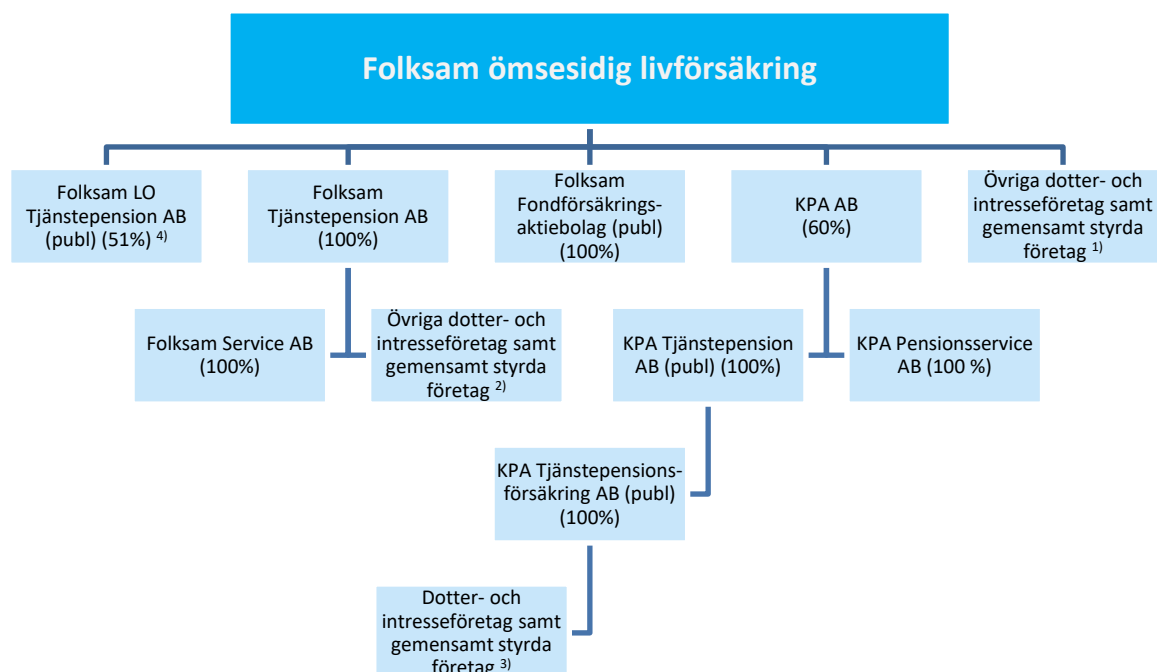 Folksam ömsesidig livförsäkring
Folksam LO
Tjänstepension AB
(publ) (51%) 4)
Folksam
Tjänstepension AB
(100%)
Folksam
Fondförsäkrings-
aktiebolag (publ)
(100%)
KPA AB
(60%)
Övriga dotter- och
intresseföretag samt
gemensamt styrda
företag 1)
Folksam Service AB
(100%)
Övriga dotter- och
intresseföretag samt
gemensamt styrda
företag 2)
KPA Tjänstepension
AB (publ) (100%)
KPA Pensionsservice
AB (100 %)
KPA Tjänstepensions-
försäkring AB (publ)
(100%)
Dotter- och
intresseföretag samt
gemensamt styrda
företag 3)